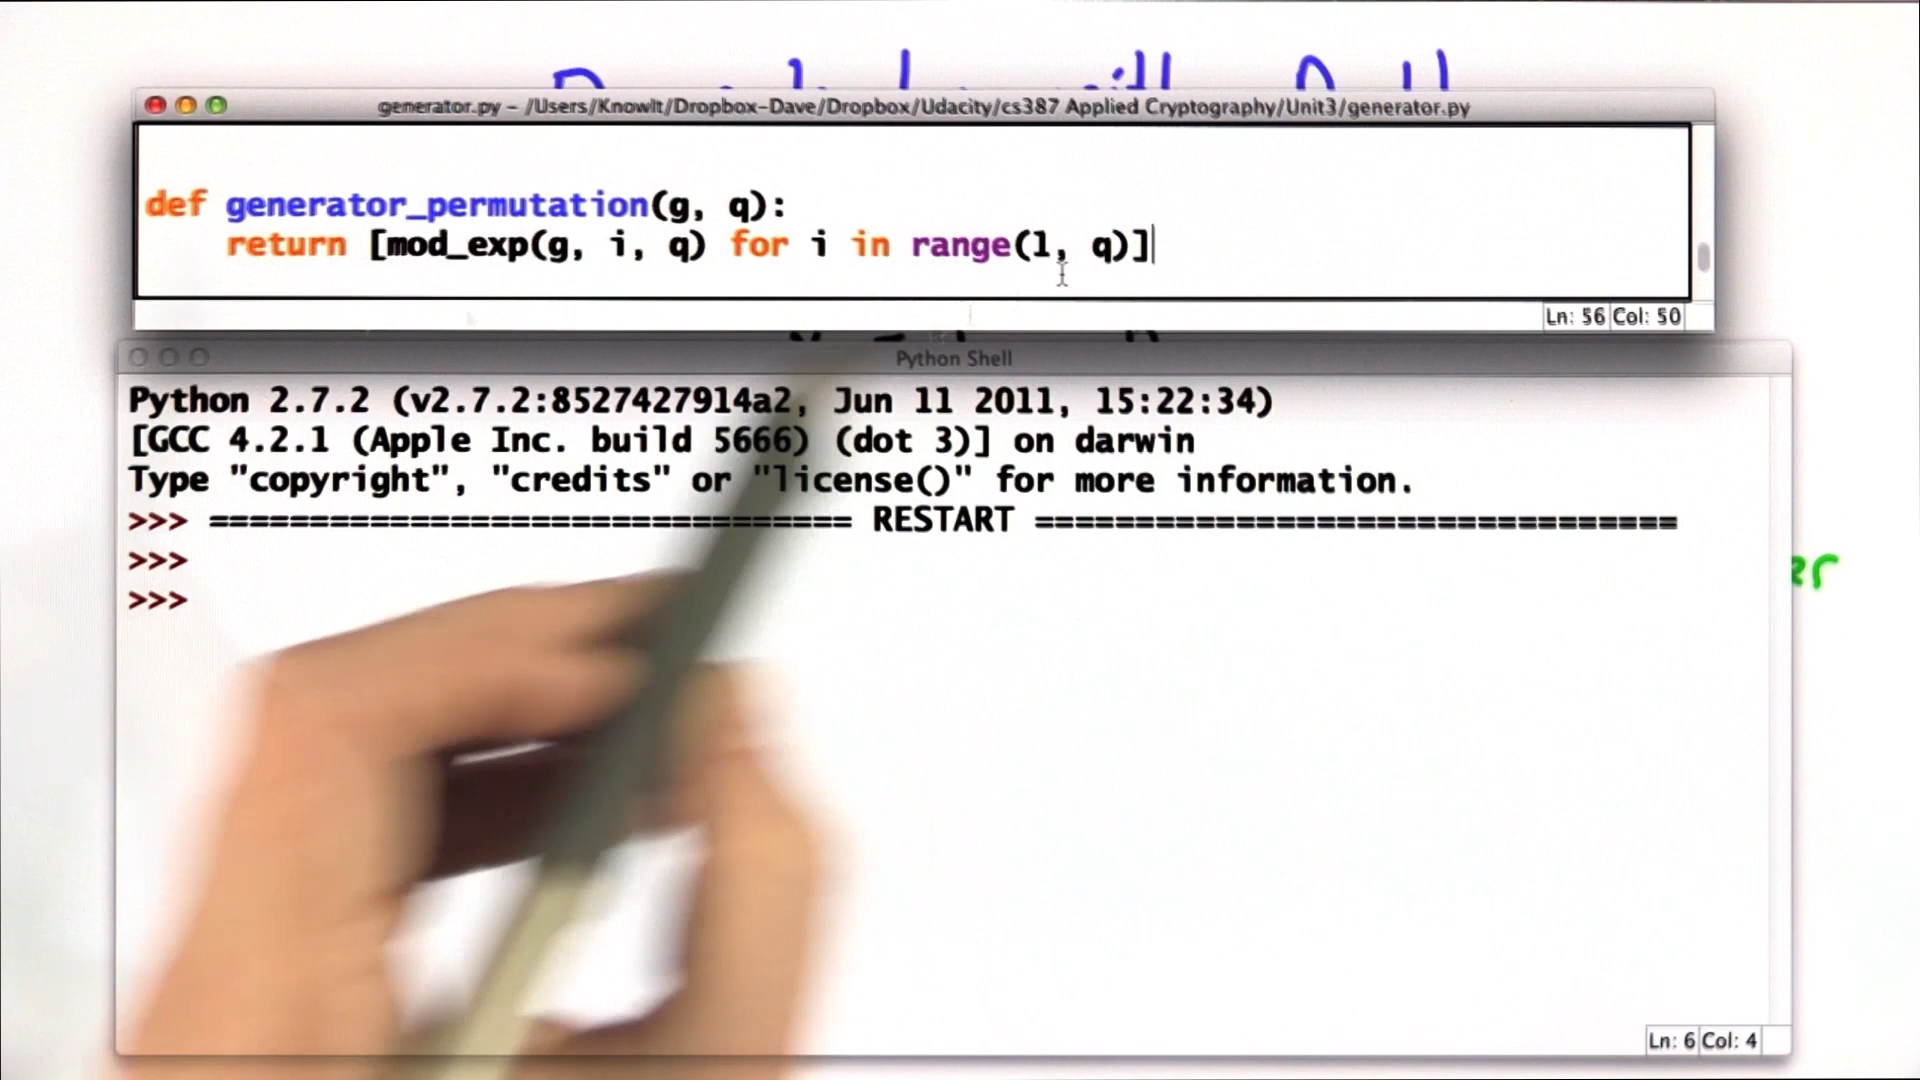 generator.py – /Users/KnowIt/Dropbox-Dave/Dropbox/Udacity/cs387 Applied Cryptography/Unit3/generator.py
def generator_permutation(g, q):
    return [mod_exp(g, i, q) for i in range(1, q)]
Ln: 56 Col: 50
Python Shell
Python 2.7.2 (v2.7.2:8527427914a2, Jun 11 2011, 15:22:34)
[GCC 4.2.1 (Apple Inc. build 5666) (dot 3)] on darwin
Type "copyright", "credits" or "license()" for more information.
>>> ================================ RESTART ================================
>>>
>>>
er
Ln: 6 Col: 4